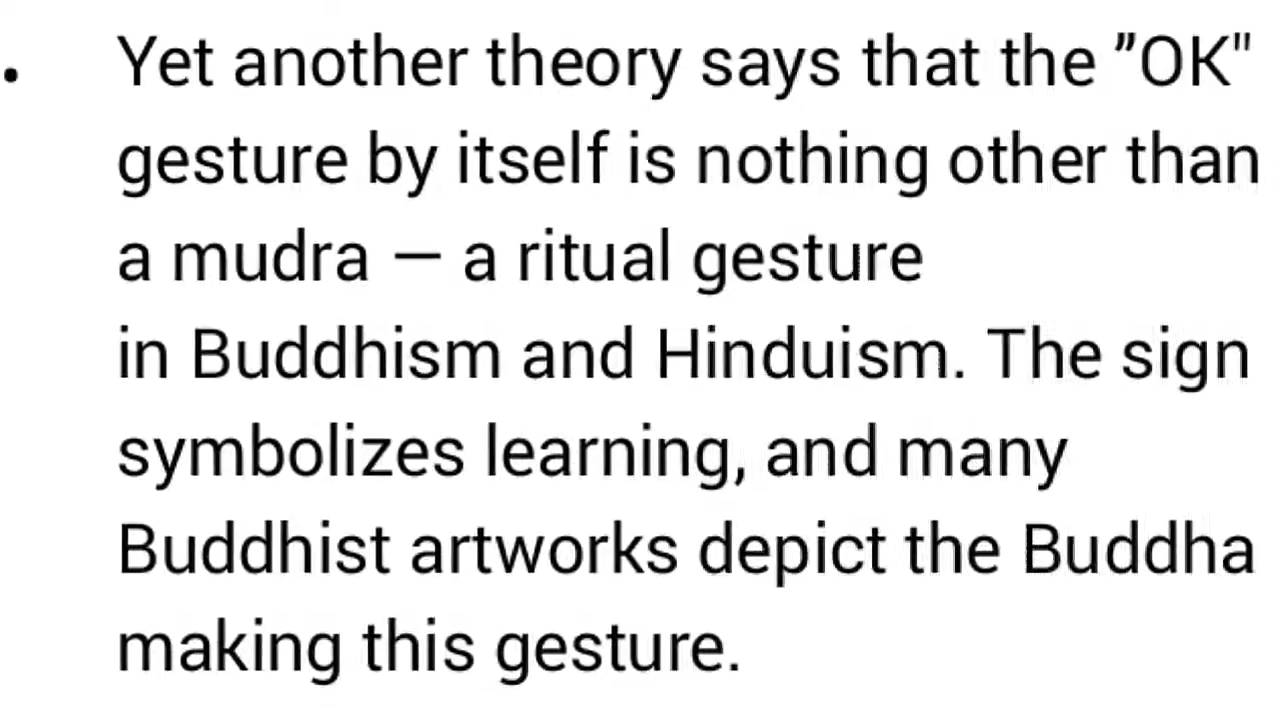 • Yet another theory says that the ”OK"
gesture by itself is nothing other than
a mudra — a ritual gesture
in Buddhism and Hinduism. The sign
symbolizes learning, and many
Buddhist artworks depict the Buddha
making this gesture.